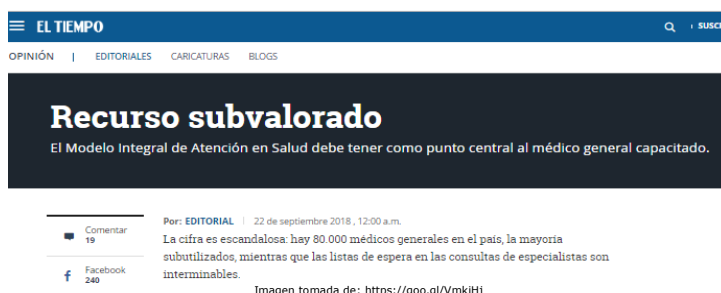 EL TIEMPO SUSCR
OPINIÓN | EDITORIALES CARICATURAS BLOGS
Recurso subvalorado
El Modelo Integral de Atención en Salud debe tener como punto central al médico general capacitado.
Por: EDITORIAL | 22 de septiembre 2018 , 12:00 a.m.
Comentar
19
La cifra es escandalosa: hay 80.000 médicos generales en el país, la mayoría
subutilizados, mientras que las listas de espera en las consultas de especialistas son
interminables.
Facebook
240
Imagen tomada de: https://goo.gl/VmkiHi